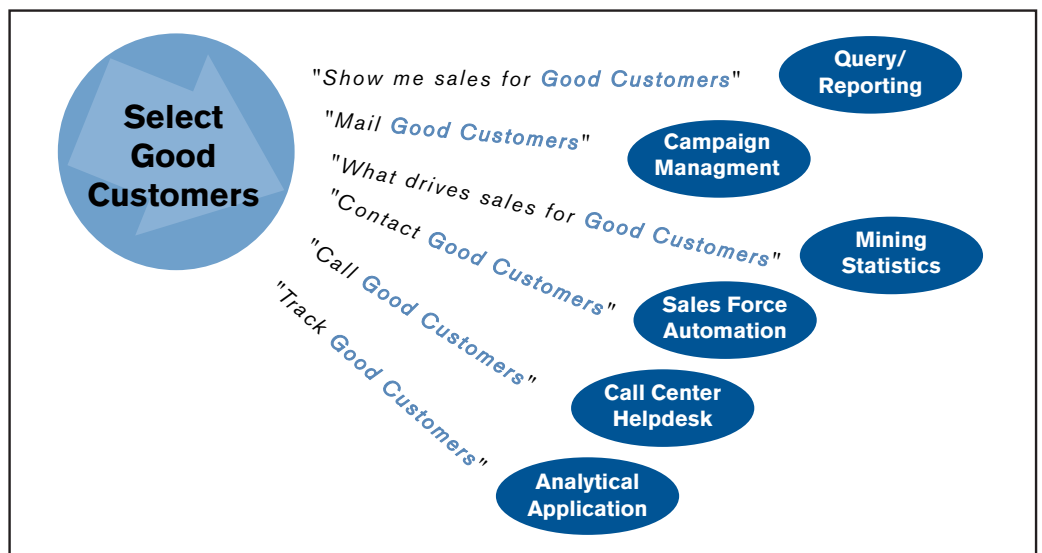 Select
Good
Customers
"Show me sales for Good Customers"
Query/
Reporting
"Mail Good Customers"
Campaign
Managment
"What drives sales for Good Customers"
Mining
Statistics
"Contact Good Customers"
Sales Force
Automation
"Call Good Customers"
Call Center
Helpdesk
"Track Good Customers"
Analytical
Application